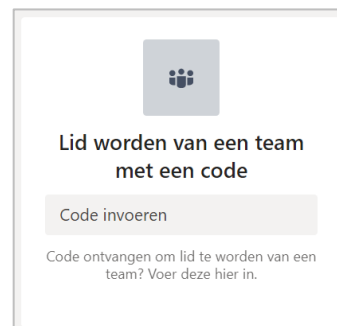 Lid worden van een team
met een code
Code invoeren
Code ontvangen om lid te worden van een
team? Voer deze hier in.